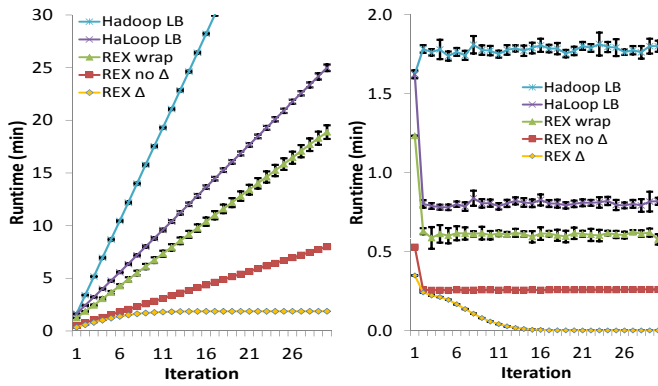 30
25
20
15
10
5
0
Runtime (min)
Hadoop LB
HaLoop LB
REX wrap
REX no Δ
REX Δ
1
6
11
16
21
26
Iteration
2.0
1.5
1.0
0.5
0.0
Runtime (min)
Hadoop LB
HaLoop LB
REX wrap
REX no Δ
REX Δ
1
6
11
16
21
26
Iteration